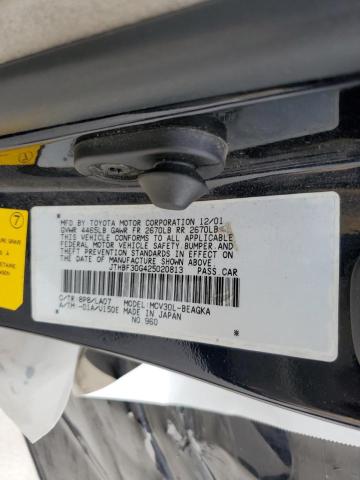 MFD BY TOYOTA MOTOR CORPORATION 12/01
GVWR 4465LB GAWR FR 2670LB RR 2670LB
THIS VEHICLE CONFORMS TO ALL APPLICABLE
FEDERAL MOTOR VEHICLE SAFETY, BUMPER, AND
THEFT PREVENTION STANDARDS IN EFFECT ON
THE DATE OF MANUFACTURE SHOWN ABOVE.
JTHBF30G425020813 PASS CAR
C/TR 8P8/LA07 MODEL: MCV30L-BEAGKA
A/TM -01A/U150E MADE IN JAPAN
NO. 960
7